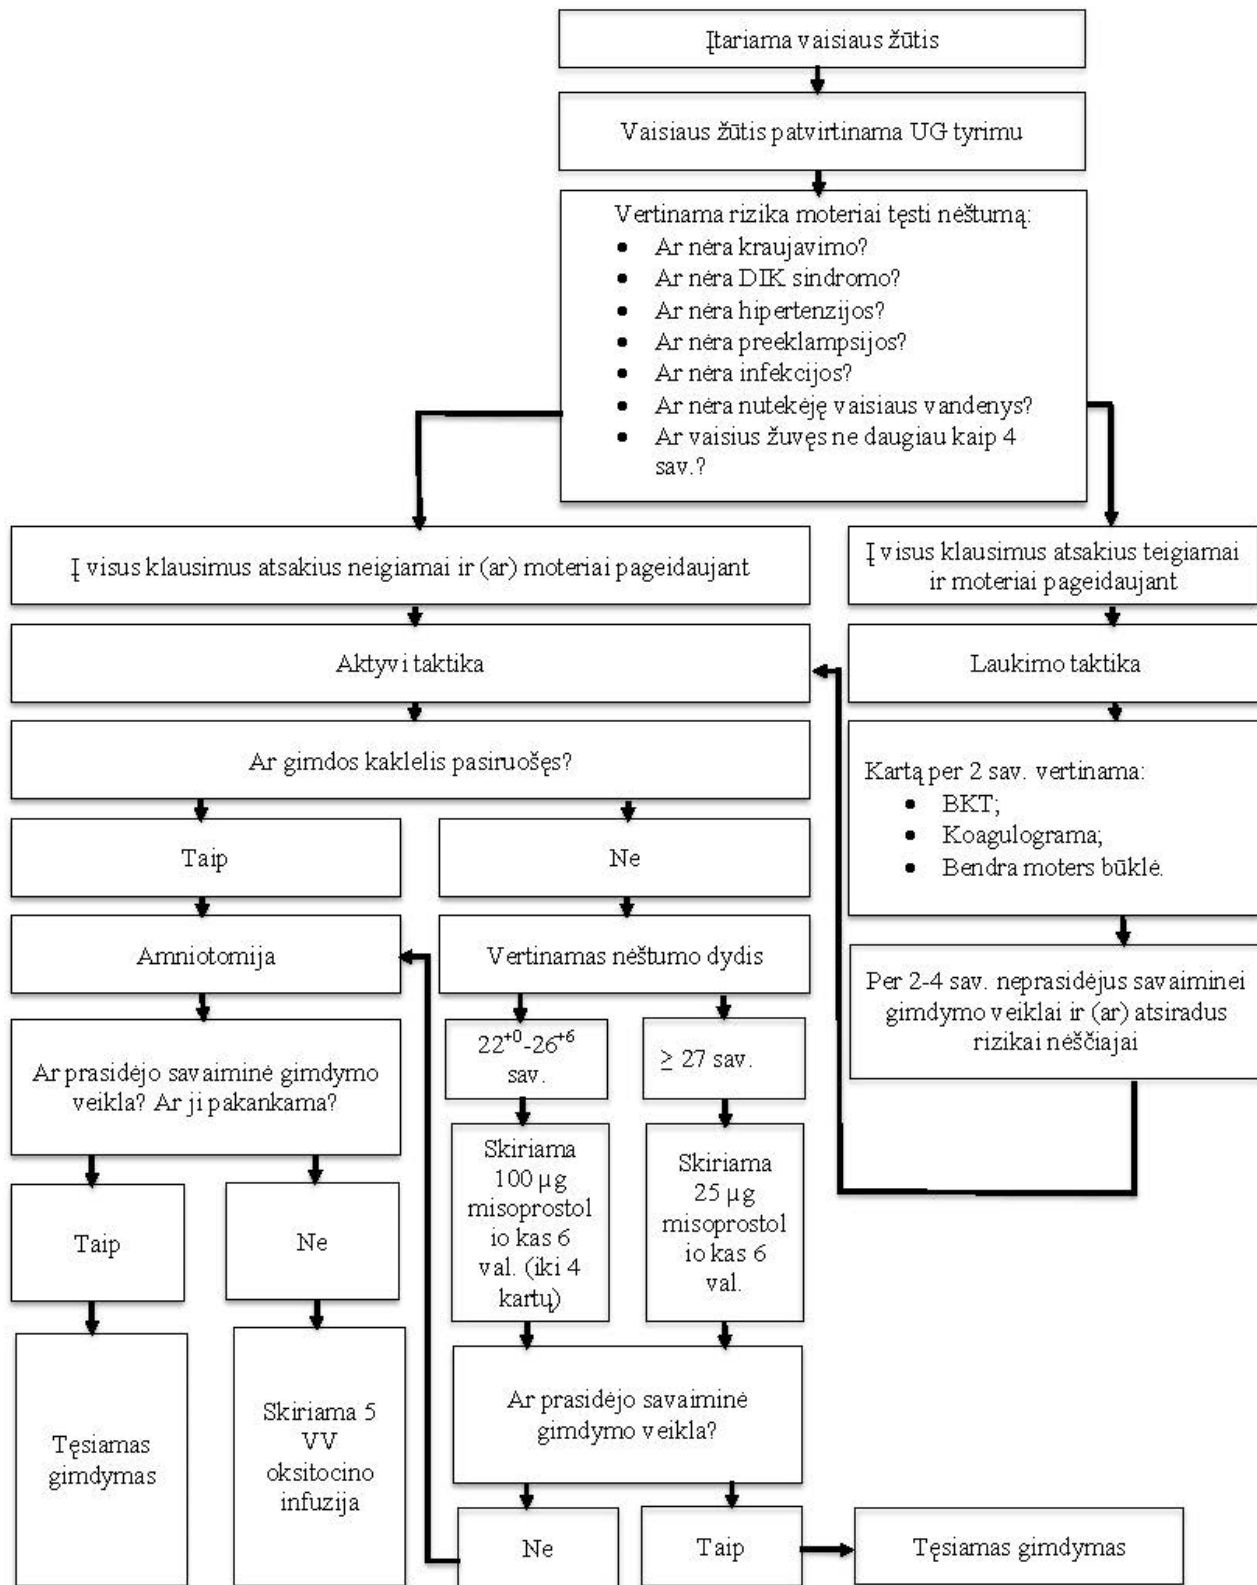 Įtariama vaisiaus žūtis
Vaisiaus žūtis patvirtinama UG tyrimu
Vertinama rizika moteriai tęsti nėštumą:
• Ar nėra kraujavimo?
• Ar nėra DIK sindromo?
• Ar nėra hipertenzijos?
• Ar nėra preeklampsijos?
• Ar nėra infekcijos?
• Ar nėra nutekėję vaisiaus vandenys?
• Ar vaisius žuvęs ne daugiau kaip 4
sav.?
Į visus klausimus atsakius neigiamai ir (ar) moteriai pageidaujant
Į visus klausimus atsakius teigiamai
ir moteriai pageidaujant
Aktyvi taktika
Laukimo taktika
Ar gimdos kaklelis pasiruošęs?
Kartą per 2 sav. vertinama:
• BKT;
• Koagulograma;
• Bendra moters būklė.
Taip
Ne
Amniotomija
Vertinamas nėštumo dydis
Per 2-4 sav. neprasidėjus savaiminei
gimdymo veiklai ir (ar) atsiradus
rizikai nėščiajai
Ar prasidėjo savaiminė gimdymo
veikla? Ar ji pakankama?
22+0-26+6
sav.
≥ 27 sav.
Skiriama
100 µg
misoprostol
io kas 6
val. (iki 4
kartų)
Skiriama
25 µg
misoprostol
io kas 6
val.
Taip
Ne
Tęsiamas
gimdymas
Skiriama 5
VV
oksitocino
infuzija
Ar prasidėjo savaiminė
gimdymo veikla?
Ne
Taip
Tęsiamas gimdymas